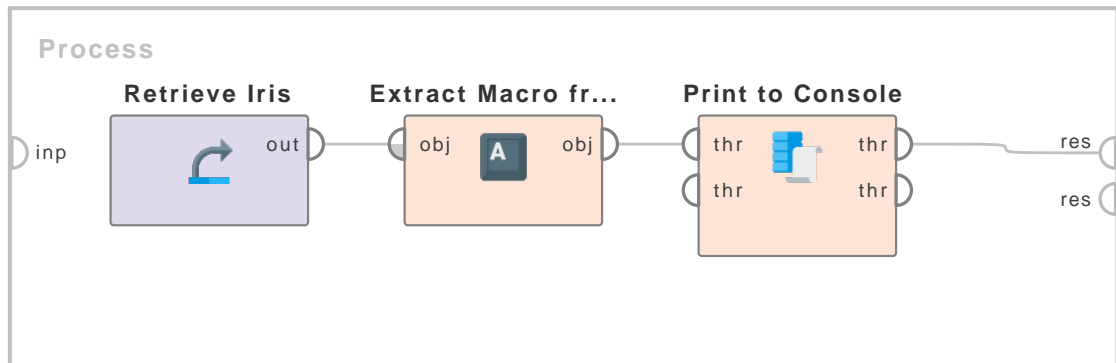 Process
Retrieve Iris
Extract Macro fr...
Print to Console
inp
out
obj
A
obj
thr
thr
thr
thr
res
res